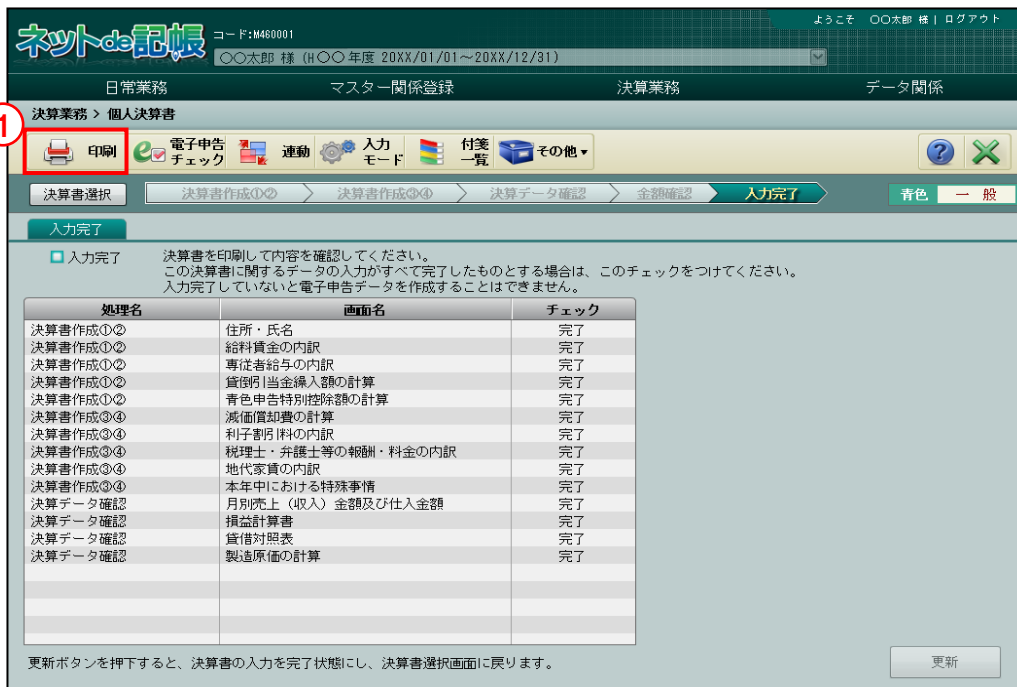 ようこそ 〇〇太郎 様 | ログアウト
ネットde記帳 コード:M460001
〇〇太郎 様 (H〇〇年度 20XX/01/01～20XX/12/31)
日常業務 マスター関係登録 決算業務 データ関係
決算業務 > 個人決算書
1
印刷 電子申告チェック 連動 入力モード 付箋一覧 その他▼
決算書選択 決算書作成①② 決算書作成③④ 決算データ確認 金額確認 入力完了 青色 一 般
入力完了
入力完了 決算書を印刷して内容を確認してください。
この決算書に関するデータの入力がすべて完了したものとする場合は、このチェックをつけてください。
入力完了していないと電子申告データを作成することはできません。
処理名 画面名 チェック
決算書作成①② 住所・氏名 完了
決算書作成①② 給料賃金の内訳 完了
決算書作成①② 専従者給与の内訳 完了
決算書作成①② 貸倒引当金繰入額の計算 完了
決算書作成①② 青色申告特別控除額の計算 完了
決算書作成③④ 減価償却費の計算 完了
決算書作成③④ 利子割引料の内訳 完了
決算書作成③④ 税理士・弁護士等の報酬・料金の内訳 完了
決算書作成③④ 地代家賃の内訳 完了
決算書作成③④ 本年中における特殊事情 完了
決算データ確認 月別売上（収入）金額及び仕入金額 完了
決算データ確認 損益計算書 完了
決算データ確認 貸借対照表 完了
決算データ確認 製造原価の計算 完了
更新ボタンを押下すると、決算書の入力を完了状態にし、決算書選択画面に戻ります。 更新